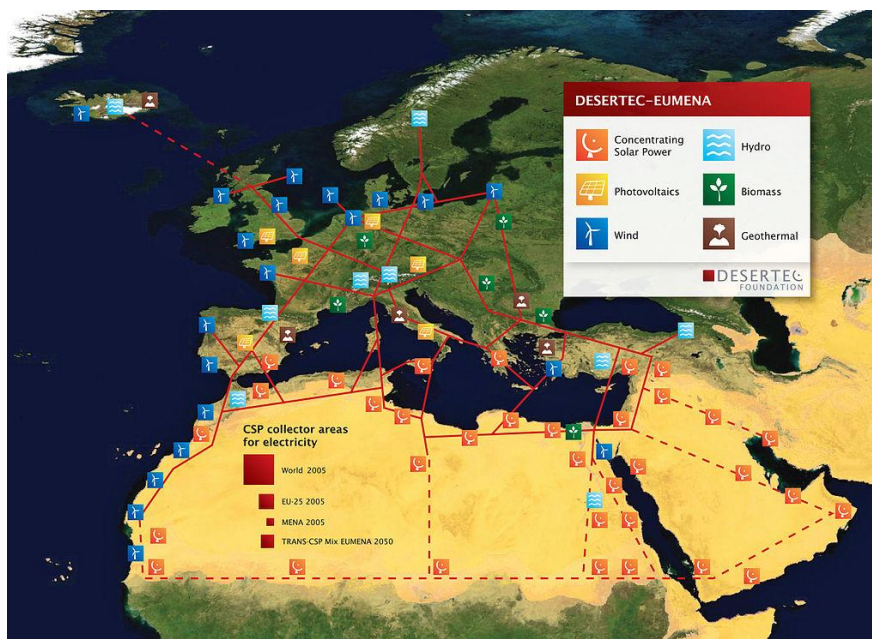 DESERTEC–EUMENA
Concentrating
Solar Power
Hydro
Photovoltaics
Biomass
Wind
Geothermal
DESERTEC
FOUNDATION
CSP collector areas
for electricity
World 2005
EU-25 2005
MENA 2005
TRANS-CSP Mix EUMENA 2050